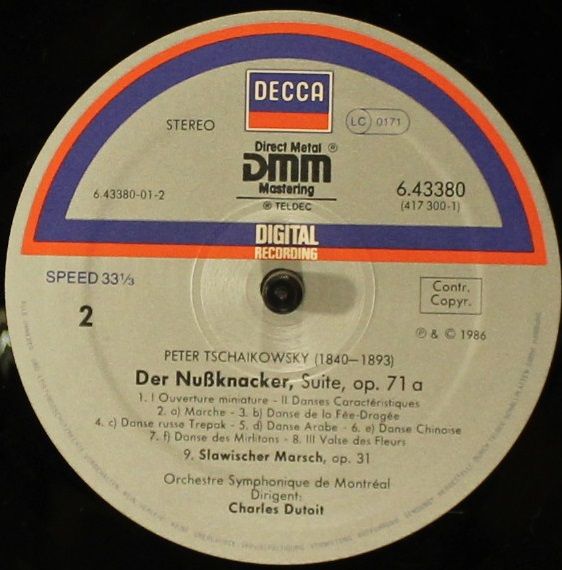 DECCA
STEREO
LC 0171
Direct Metal ®
DMM
Mastering
® TELDEC
6.43380-01-2
6.43380
(417 300-1)
DIGITAL
RECORDING
SPEED 33⅓
Contr.
Copyr.
2
℗ & © 1986
PETER TSCHAIKOWSKY (1840–1893)
Der Nußknacker, Suite, op. 71 a
1. I Ouverture miniature - II Danses Caractéristiques
2. a) Marche - 3. b) Danse de la Fée-Dragée
4. c) Danse russe Trepak - 5. d) Danse Arabe - 6. e) Danse Chinoise
7. f) Danse des Mirlitons - 8. III Valse des Fleurs
9. Slawischer Marsch, op. 31
Orchestre Symphonique de Montréal
Dirigent:
Charles Dutoit